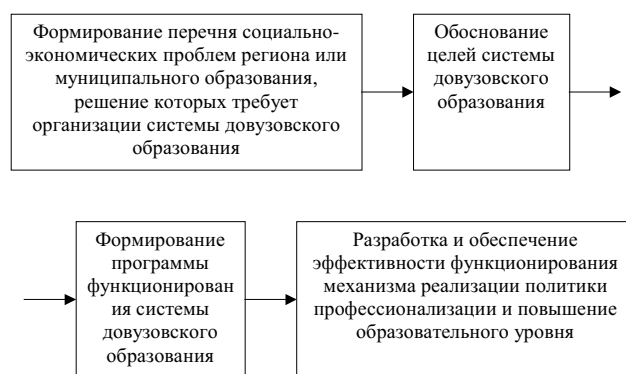 Формирование перечня социально-
экономических проблем региона или
муниципального образования,
решение которых требует
организации системы довузовского
образования
Обоснование
целей системы
довузовского
образования
Формирование
программы
функционирован
ия системы
довузовского
образования
Разработка и обеспечение
эффективности функционирования
механизма реализации политики
профессионализации и повышение
образовательного уровня